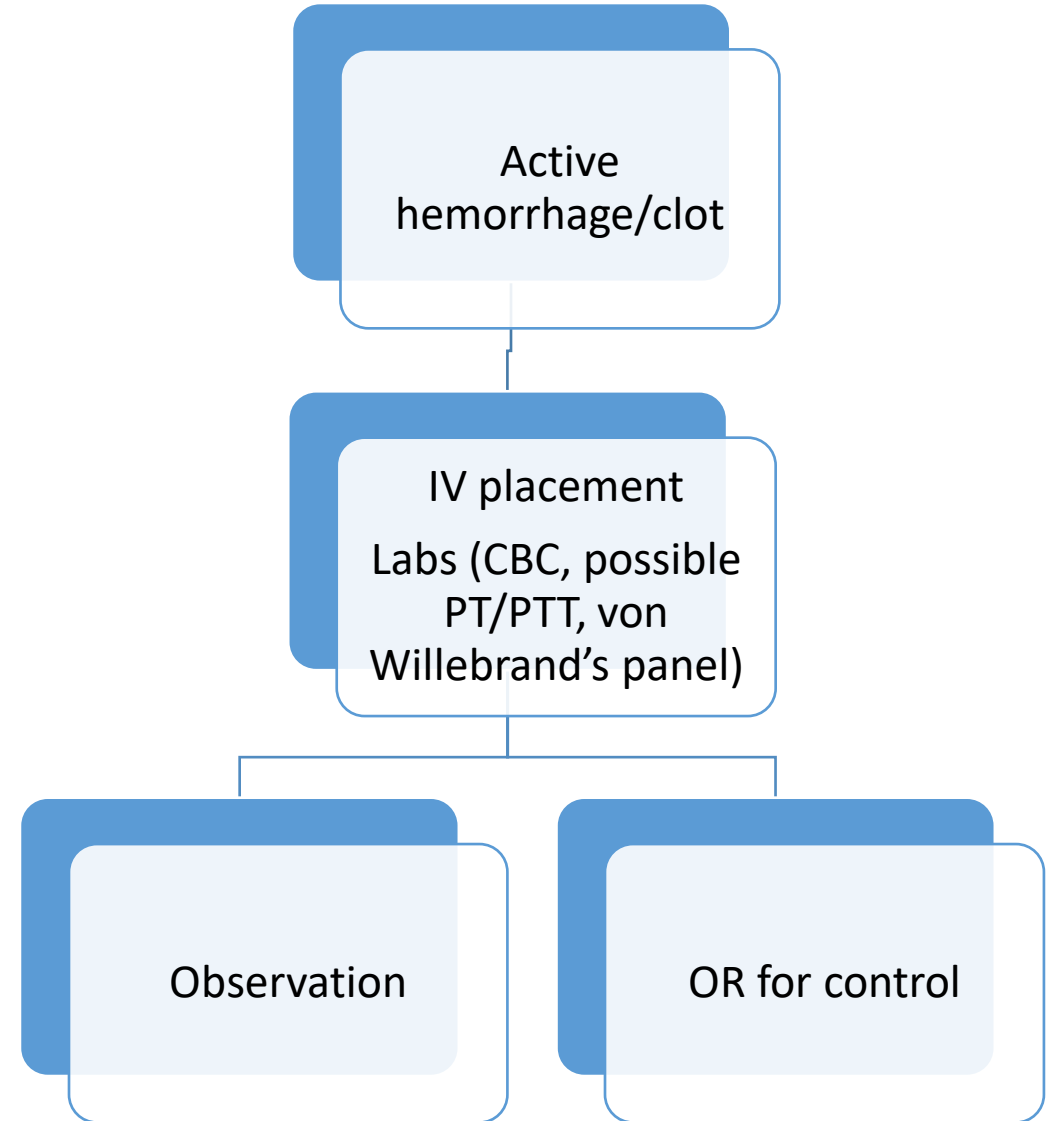 Active
hemorrhage/clot
IV placement
Labs (CBC, possible
PT/PTT, von
Willebrand’s panel)
Observation
OR for control